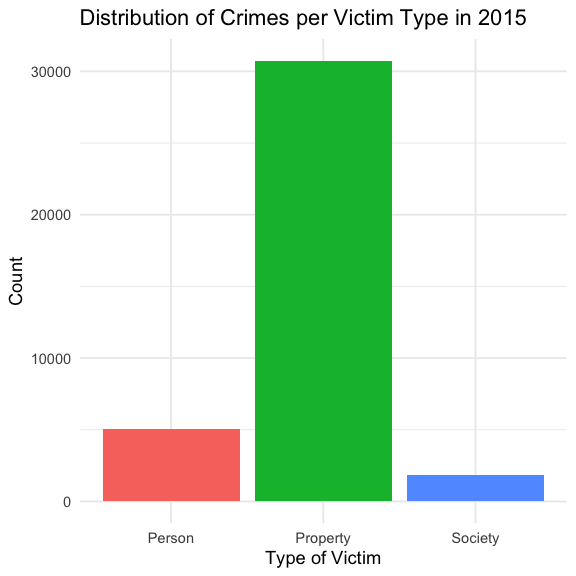 Distribution of Crimes per Victim Type in 2015
Count
30000
20000
10000
0
Person Property Society
Type of Victim